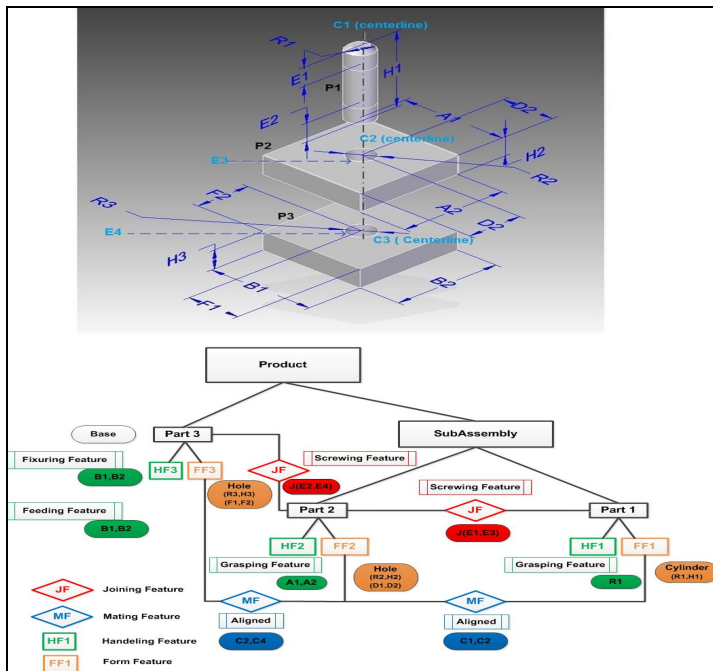 C1 (centerline)
R1
E1
H1
P1
E2
A1
D2
C2 (centerline)
P2
E3
H2
R2
F2
A2
R3
P3
D2
E4
C3 ( Centerline)
H3
B1
B2
F1
Product
Base
Part 3
SubAssembly
Fixuring Feature
HF3
FF3
JF
Screwing Feature
B1,B2
Hole
(R3,H3)
(F1,F2)
J(E2,E4)
Screwing Feature
Feeding Feature
Part 2
JF
Part 1
B1,B2
J(E1,E3)
HF2
FF2
HF1
FF1
Grasping Feature
Hole
(R2,H2)
(D1,D2)
Grasping Feature
Cylinder
(R1,H1)
A1,A2
R1
JF
Joining Feature
MF
MF
MF
Mating Feature
Aligned
Aligned
HF1
Handeling Feature
C2,C4
C1,C2
FF1
Form Feature